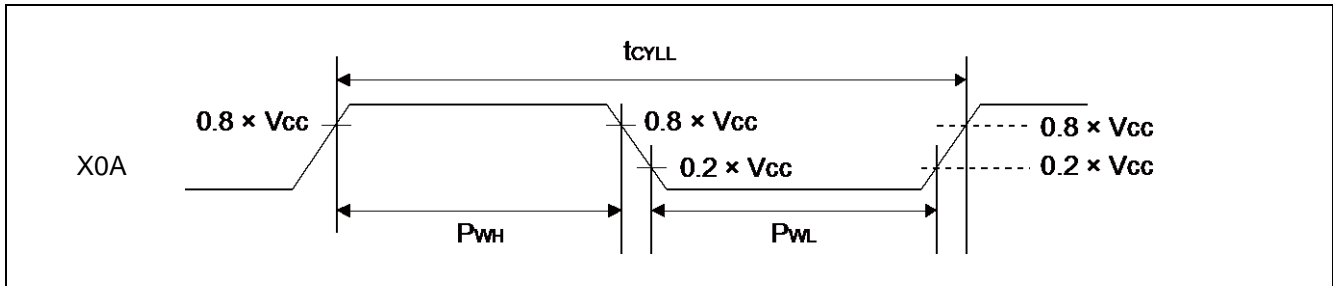 tCYLL
0.8 × VCC
0.8 × VCC
0.8 × VCC
X0A
0.2 × VCC
0.2 × VCC
PWH
PWL